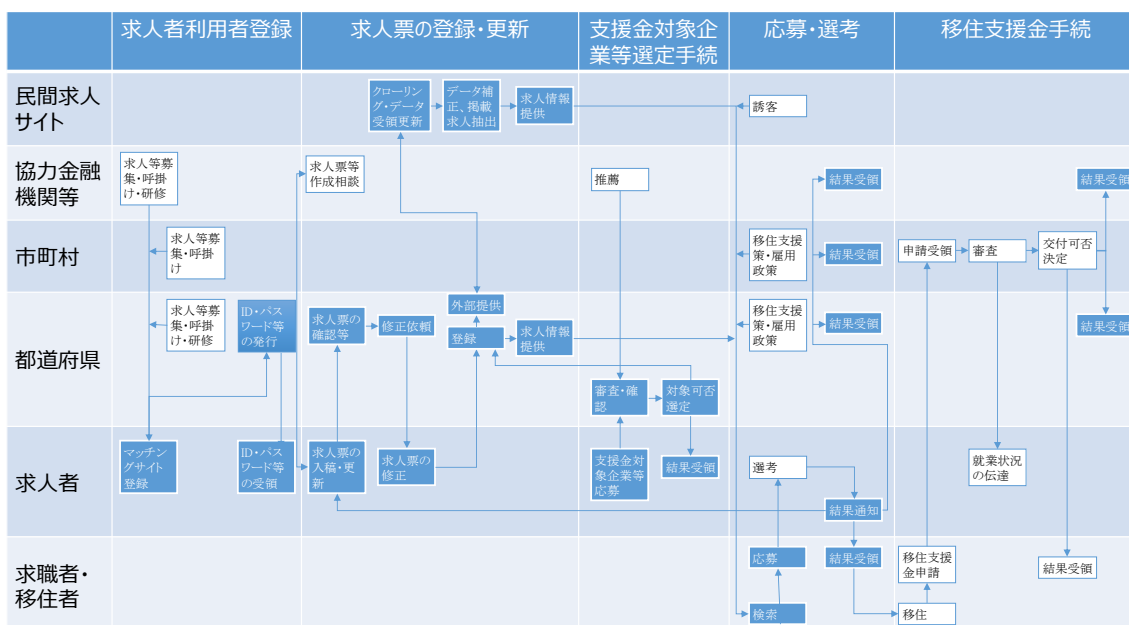 求人者利用者登録
求人票の登録・更新
支援金対象企
業等選定手続
応募・選考
移住支援金手続
民間求人
サイト
クローリン
グ・データ
受領更新
データ補
正、掲載
求人抽出
求人情報
提供
誘客
協力金融
機関等
求人等募
集・呼掛
け・研修
求人票等
作成相談
推薦
結果受領
結果受領
市町村
求人等募
集・呼掛
け
移住支援
策・雇用
政策
結果受領
申請受領
審査
交付可否
決定
都道府県
求人等募
集・呼掛
け・研修
ID・パス
ワード等
の発行
求人票の
確認等
修正依頼
外部提供
登録
求人情報
提供
審査・確
認
対象可否
選定
移住支援
策・雇用
政策
結果受領
結果受領
求人者
マッチン
グサイト
登録
ID・パス
ワード等
の受領
求人票の
入稿・更
新
求人票の
修正
支援金対
象企業等
応募
結果受領
選考
結果通知
就業状況
の伝達
求職者・
移住者
応募
検索
結果受領
移住支援
金申請
移住
結果受領